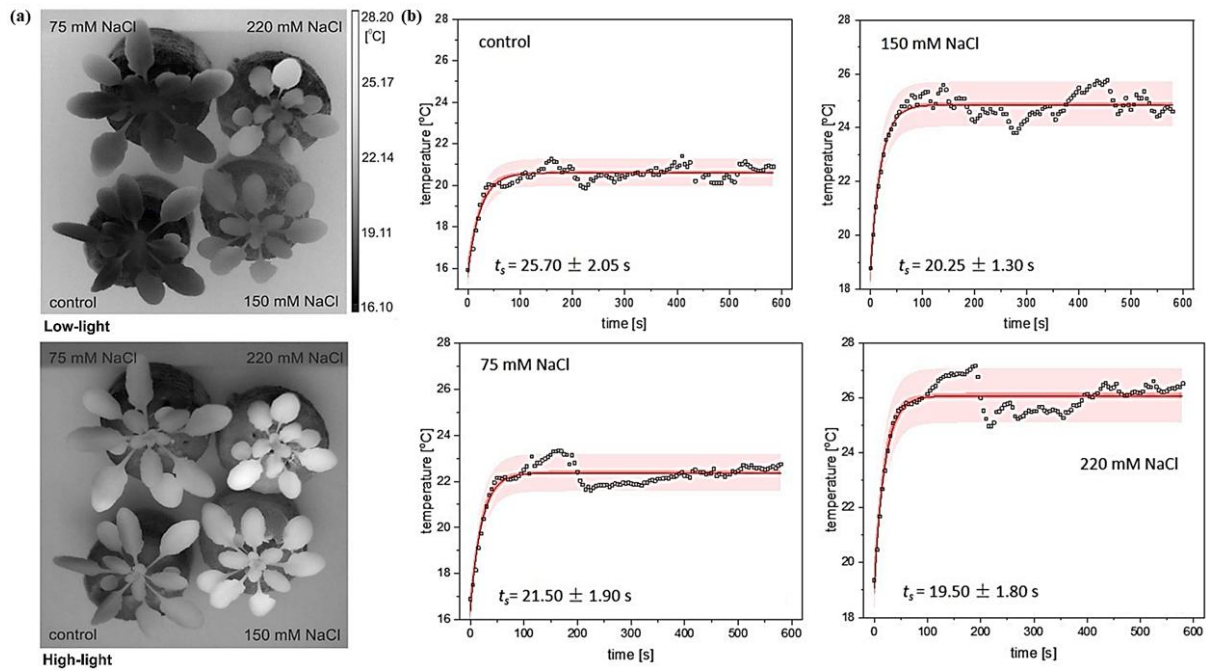 (a)
75 mM NaCl
220 mM NaCl
28.20
[°C]
25.17
22.14
19.11
16.10
control
150 mM NaCl
Low-light
75 mM NaCl
220 mM NaCl
control
150 mM NaCl
High-light
(b)
control
temperature [°C]
28
26
24
22
20
18
16
tₛ = 25.70 ± 2.05 s
0 100 200 300 400 500 600
time [s]
150 mM NaCl
temperature [°C]
28
26
24
22
20
18
tₛ = 20.25 ± 1.30 s
0 100 200 300 400 500 600
time [s]
75 mM NaCl
temperature [°C]
28
26
24
22
20
18
16
tₛ = 21.50 ± 1.90 s
0 100 200 300 400 500 600
time [s]
220 mM NaCl
temperature [°C]
28
26
24
22
20
18
tₛ = 19.50 ± 1.80 s
0 100 200 300 400 500 600
time [s]